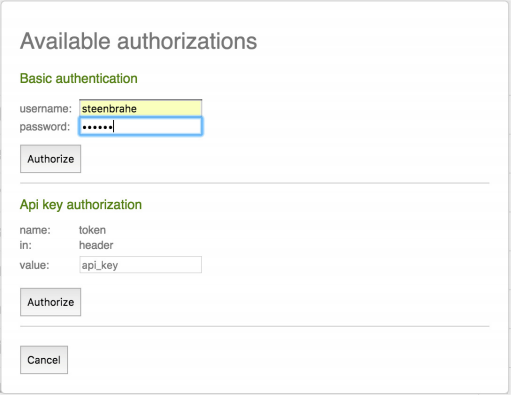 Available authorizations
Basic authentication
username: steenbrahe
password: ••••••
Authorize
Api key authorization
name: token
in: header
value: api_key
Authorize
Cancel